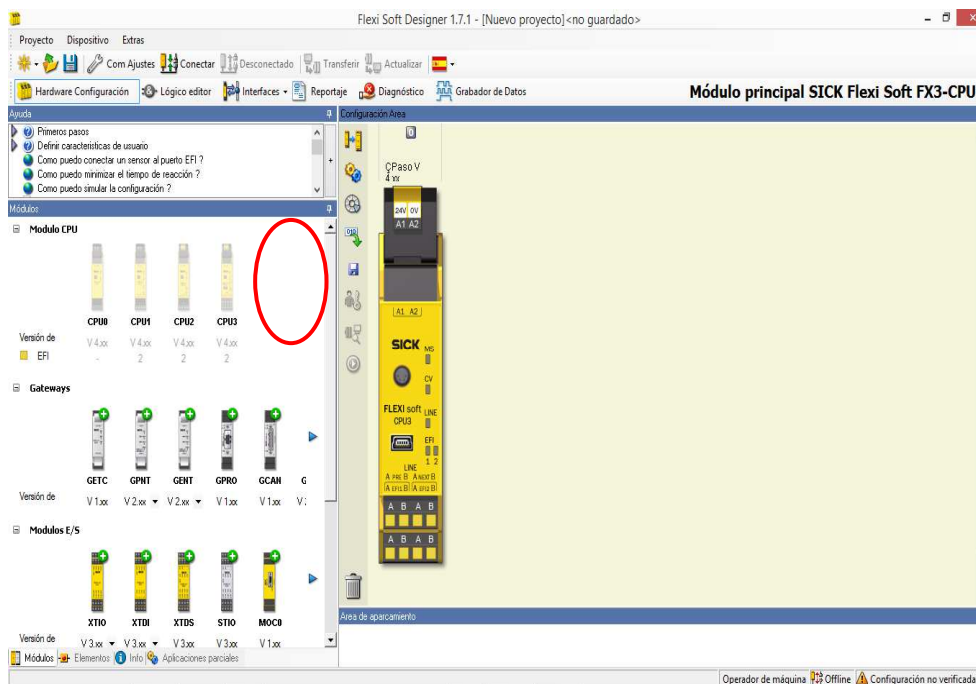 Flexi Soft Designer 1.7.1 - [Nuevo proyecto]<no guardado>
Proyecto Dispositivo Extras
Com Ajustes Conectar Desconectado Transferir Actualizar
Hardware Configuración Lógico editor Interfaces Reportaje Diagnóstico Grabador de Datos Módulo principal SICK Flexi Soft FX3-CPU
Ayuda
Primeros pasos
Definir características de usuario
Como puedo conectar un sensor al puerto EFI ?
Como puedo minimizar el tiempo de reacción ?
Como puedo simular la configuración ?
Módulos
Modulo CPU
CPU0 CPU1 CPU2 CPU3
Versión de V 4.xx V 4.xx V 4.xx V 4.xx
EFI - 2 2 2
Gateways
GETC GPNT GENT GPRO GCAN G
Versión de V 1.xx V 2.xx V 2.xx V 1.xx V 1.xx V
Modulos E/S
XTIO XTDI XTDS STIO MOC0
Versión de V 3.xx V 3.xx V 3.xx V 3.xx V 1.xx
Módulos Elementos Info Aplicaciones parciales
Configuración Area
0
ÇPaso V
4 xx
24V 0V
A1 A2
A1 A2
SICK
MS
CV
FLEXI soft
CPU3
LINE
EFI
1 2
LINE
A PRE B A NEXT B
A EFI1 B A EFI2 B
A B A B
A B A B
Area de aparcamiento
Operador de máquina Offline Configuración no verificada